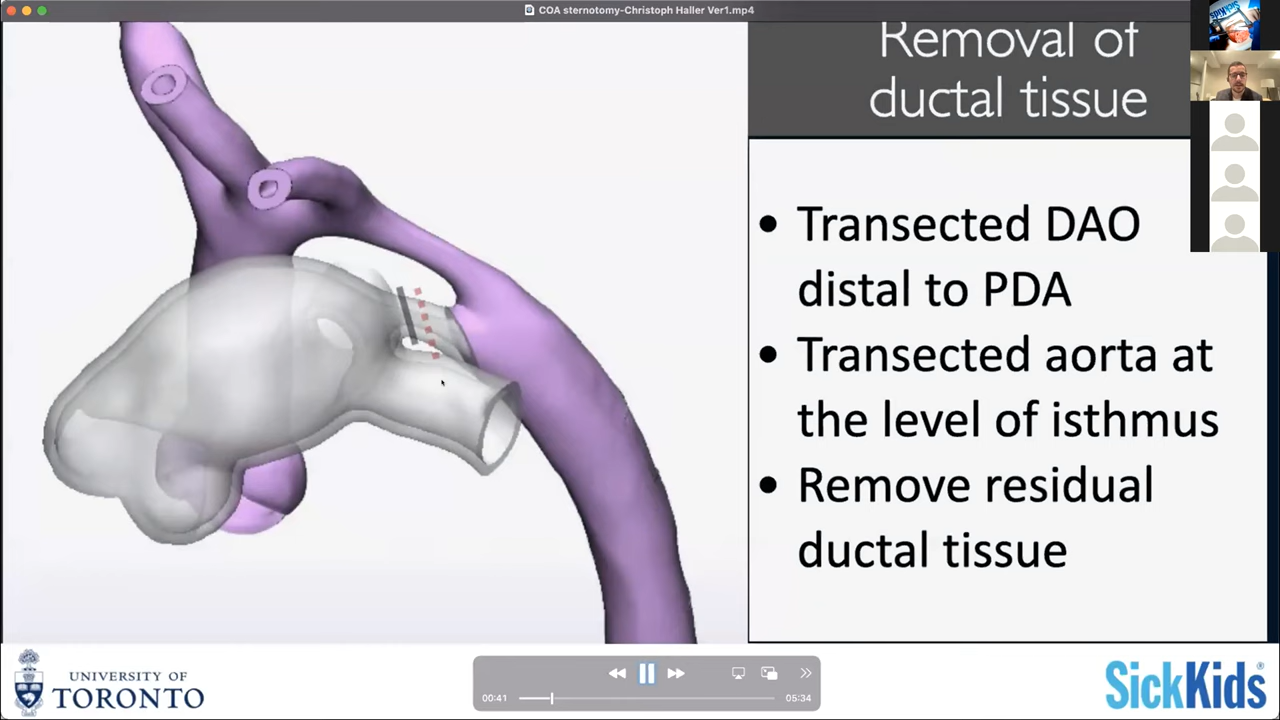 COA sternotomy-Christoph Haller Ver1.mp4
Removal of
ductal tissue
• Transected DAO
distal to PDA
• Transected aorta at
the level of isthmus
• Remove residual
ductal tissue
UNIVERSITY OF
TORONTO
00:41
05:34
SickKids®